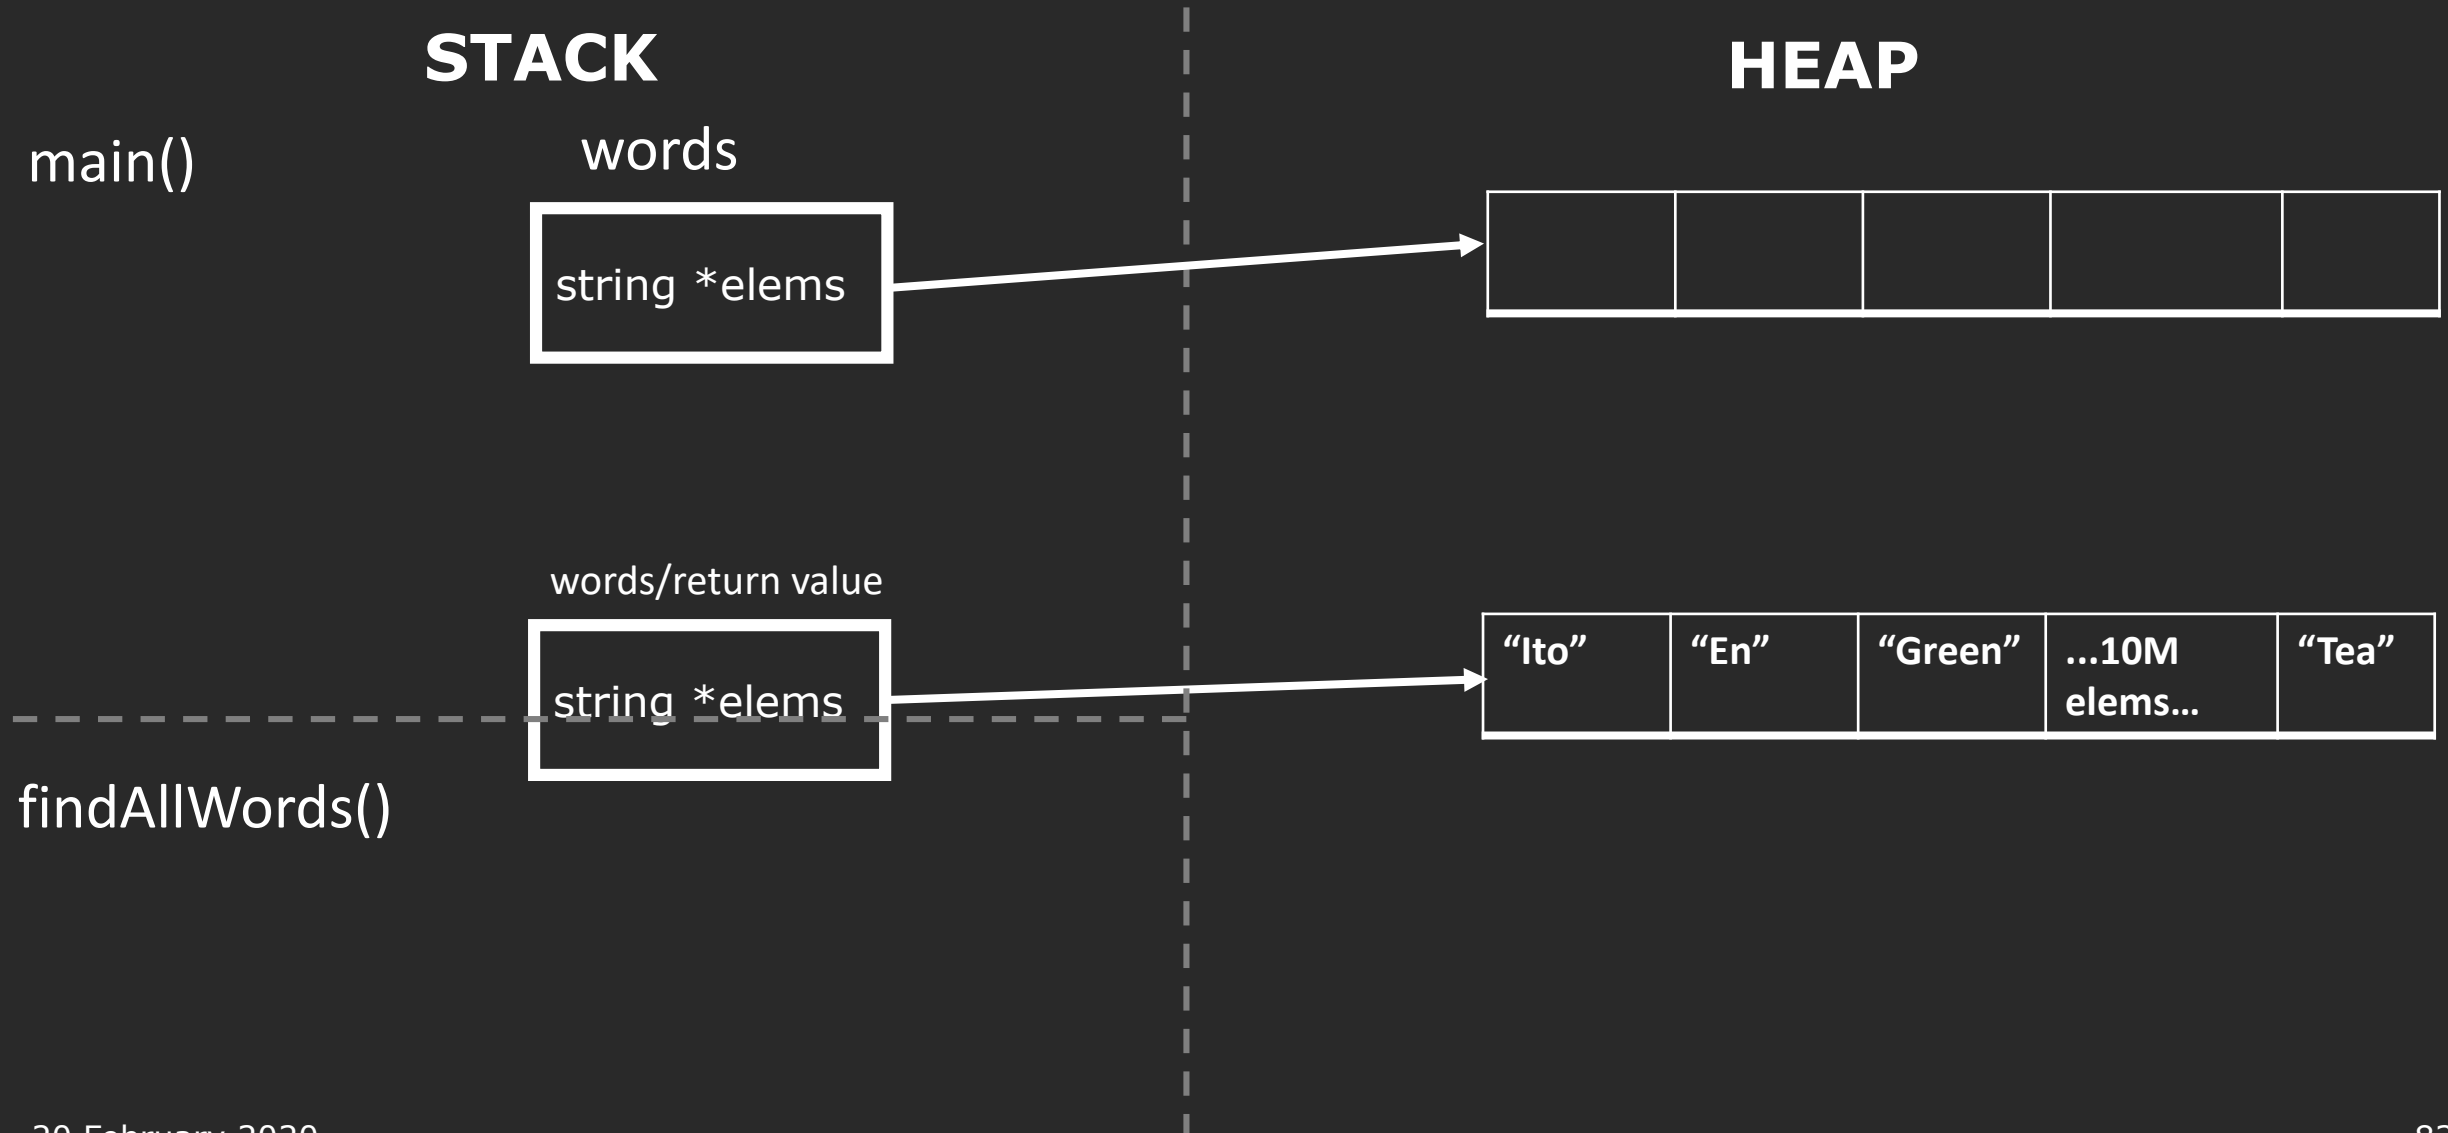 STACK
HEAP
main()
words
string *elems
words/return value
“Ito”
“En”
“Green”
...10M
elems...
“Tea”
string *elems
findAllWords()